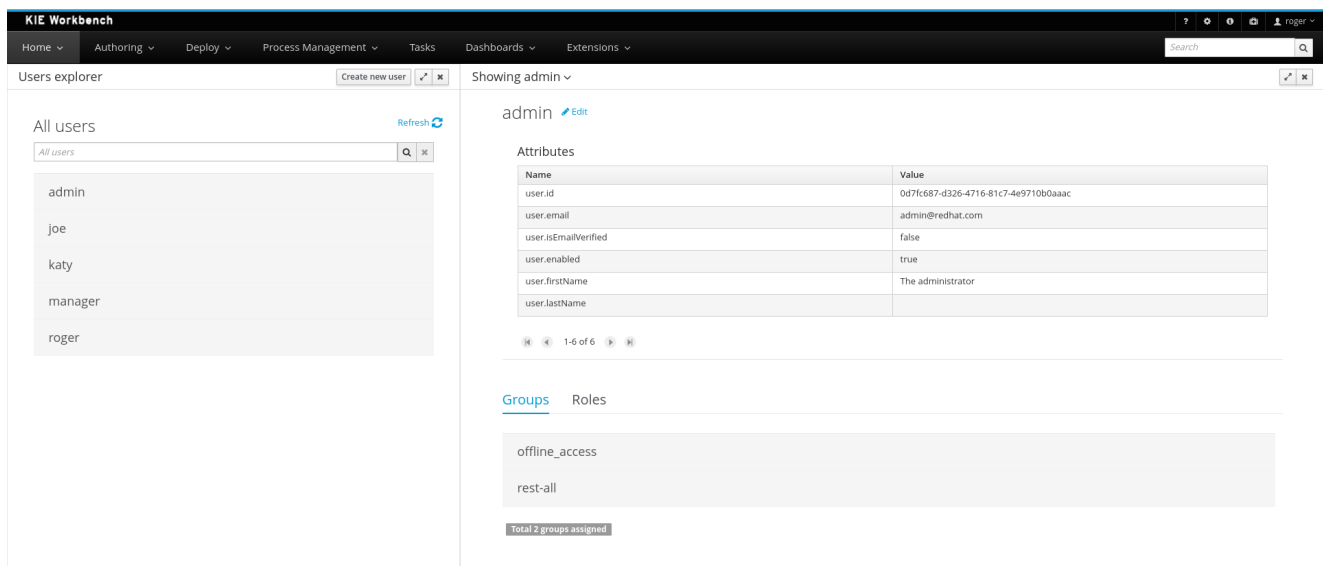 KIE Workbench
? roger
Home Authoring Deploy Process Management Tasks Dashboards Extensions Search
Users explorer Create new user
Showing admin
admin Edit
All users Refresh
All users
admin
joe
katy
manager
roger
Attributes
Name Value
user.id 0d7fc687-d326-4716-81c7-4e9710b0aaac
user.email admin@redhat.com
user.isEmailVerified false
user.enabled true
user.firstName The administrator
user.lastName
1-6 of 6
Groups Roles
offline_access
rest-all
Total 2 groups assigned